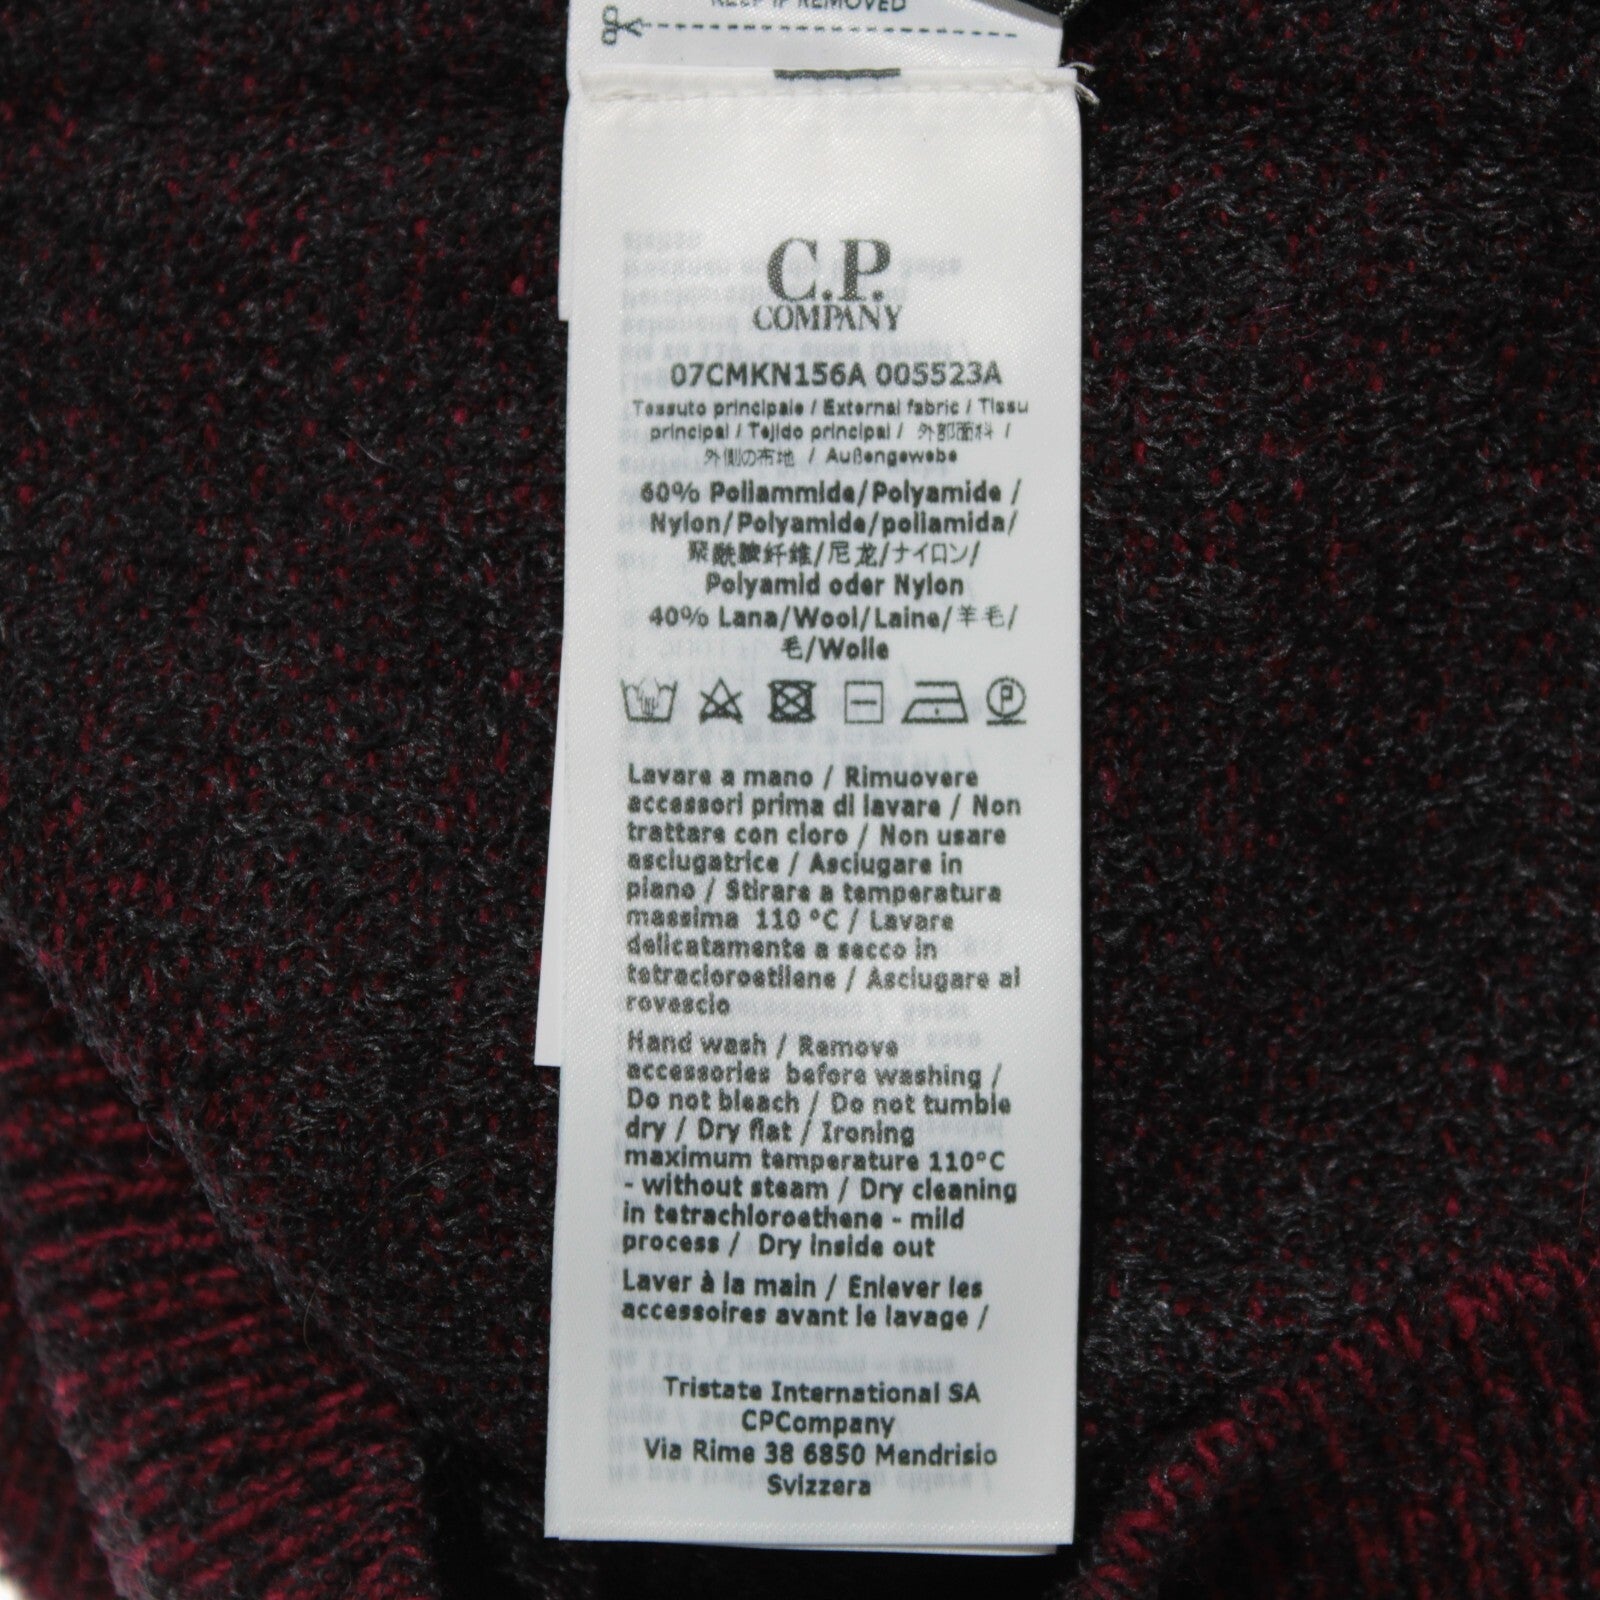 KEEP IF REMOVED
C.P.
COMPANY
07CMKN156A 005523A
Tessuto principale / External fabric / Tissu
principal / Tejido principal / 外部面料 /
外側の布地 / Außengewebe
60% Poliammide/Polyamide /
Nylon/Polyamide/poliamida/
聚酰胺纤维/尼龙/ナイロン/
Polyamid oder Nylon
40% Lana/Wool/Laine/羊毛/
毛/Wolle
P
Lavare a mano / Rimuovere
accessori prima di lavare / Non
trattare con cloro / Non usare
asciugatrice / Asciugare in
piano / Stirare a temperatura
massima 110 °C / Lavare
delicatamente a secco in
tetracloroetilene / Asciugare al
rovescio
Hand wash / Remove
accessories before washing /
Do not bleach / Do not tumble
dry / Dry flat / Ironing
maximum temperature 110°C
- without steam / Dry cleaning
in tetrachloroethene - mild
process / Dry inside out
Laver à la main / Enlever les
accessoires avant le lavage /
Tristate International SA
CPCompany
Via Rime 38 6850 Mendrisio
Svizzera